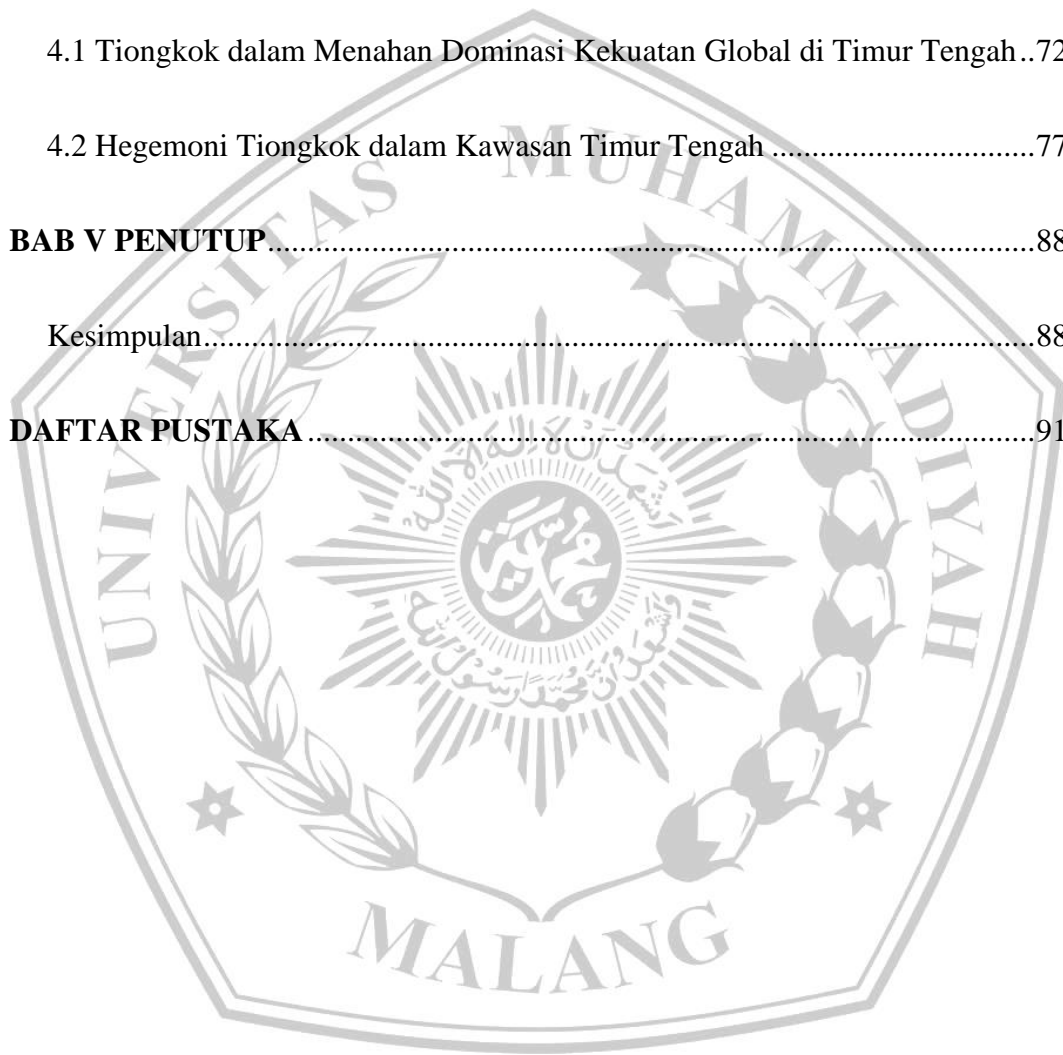 4.1 Tiongkok dalam Menahan Dominasi Kekuatan Global di Timur Tengah..72
4.2 Hegemoni Tiongkok dalam Kawasan Timur Tengah ................................77
BAB V PENUTUP................................................................................................88
Kesimpulan.......................................................................................................88
DAFTAR PUSTAKA ...........................................................................................91
UNIVERSITAS MUHAMMADIYAH
MALANG